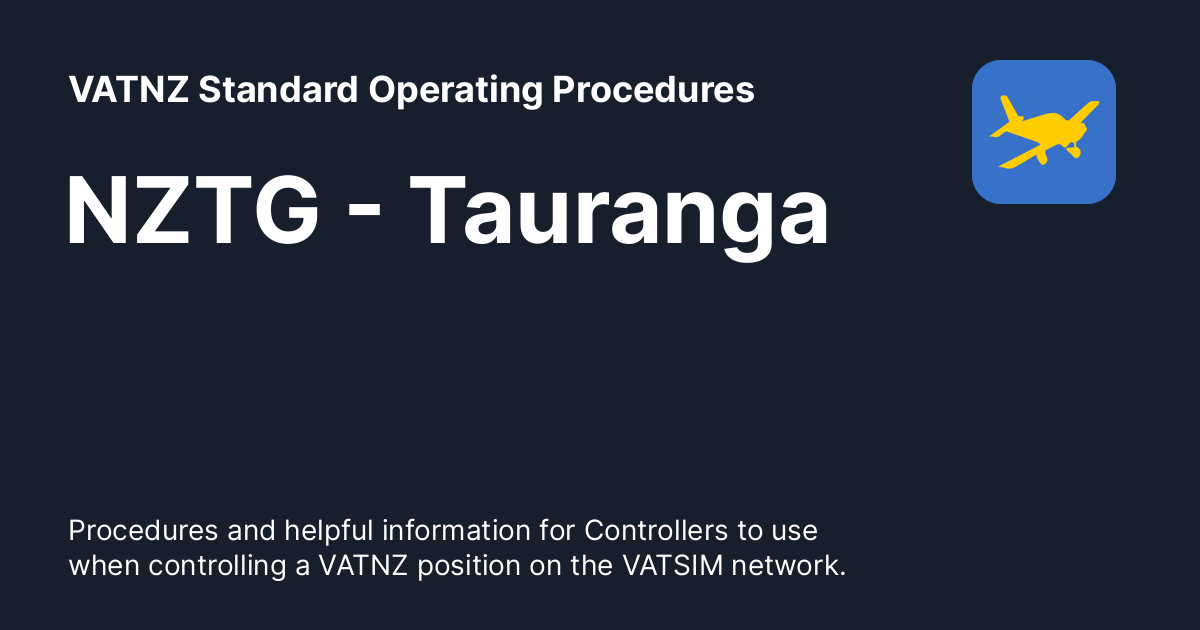 VATNZ Standard Operating Procedures
NZTG - Tauranga
Procedures and helpful information for Controllers to use
when controlling a VATNZ position on the VATSIM network.